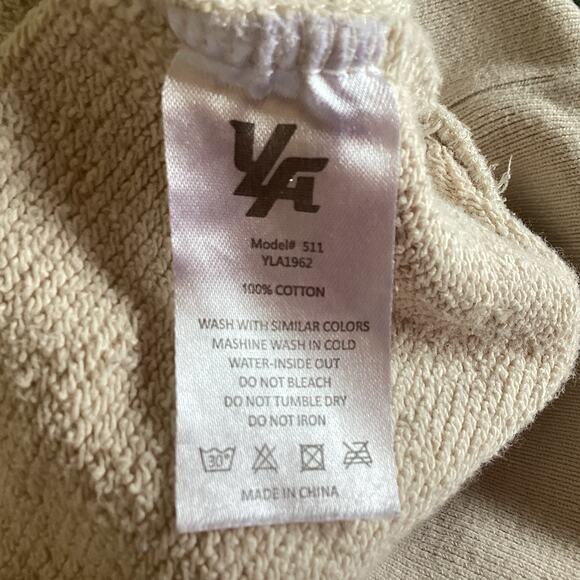 YLA
Model# 511
YLA1962
100% COTTON
WASH WITH SIMILAR COLORS
MASHINE WASH IN COLD
WATER-INSIDE OUT
DO NOT BLEACH
DO NOT TUMBLE DRY
DO NOT IRON
30°
MADE IN CHINA